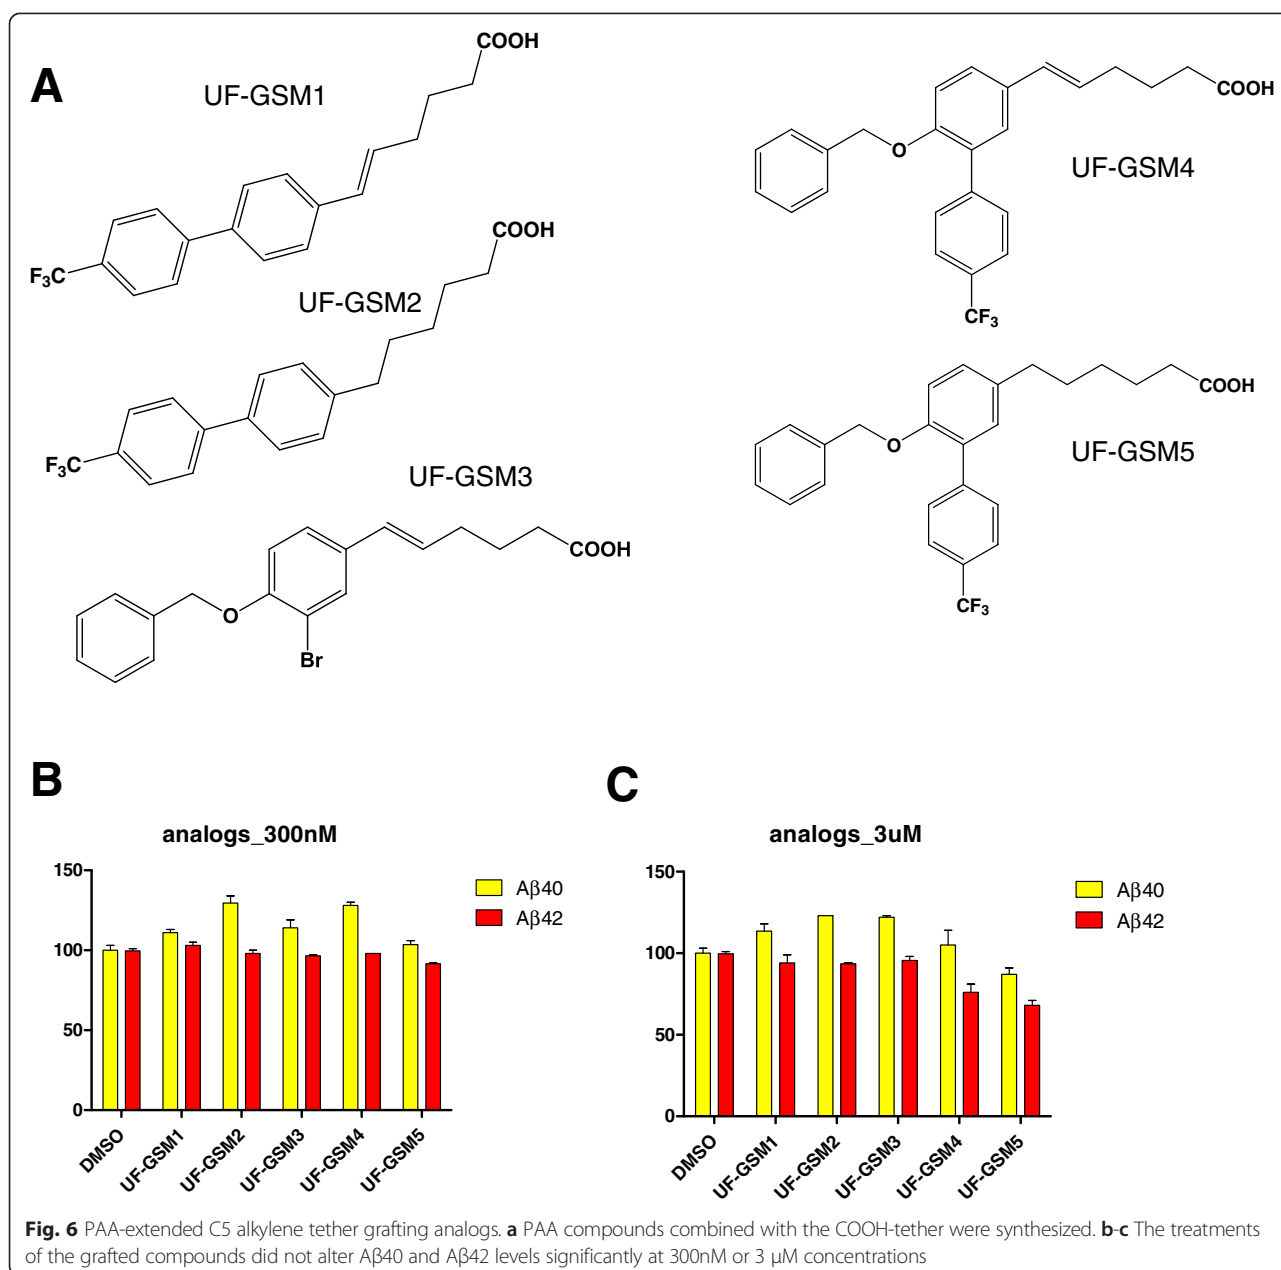 A
UF-GSM1
COOH
F3C
UF-GSM2
COOH
F3C
UF-GSM3
COOH
O
Br
COOH
O
UF-GSM4
CF3
COOH
O
UF-GSM5
CF3
B
analogs_300nM
150
100
50
0
Aβ40
Aβ42
DMSO
UF-GSM1
UF-GSM2
UF-GSM3
UF-GSM4
UF-GSM5
C
analogs_3uM
150
100
50
0
Aβ40
Aβ42
DMSO
UF-GSM1
UF-GSM2
UF-GSM3
UF-GSM4
UF-GSM5
Fig. 6 PAA-extended C5 alkylene tether grafting analogs. a PAA compounds combined with the COOH-tether were synthesized. b-c The treatments
of the grafted compounds did not alter Aβ40 and Aβ42 levels significantly at 300nM or 3 μM concentrations